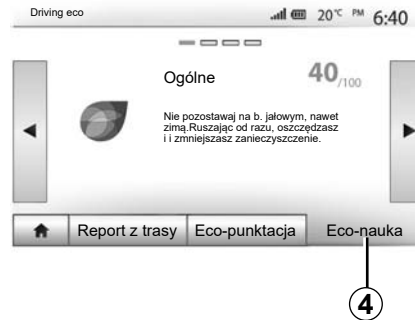 Driving eco 20°C PM 6:40
Ogólne 40/100
Nie pozostawaj na b. jałowym, nawet
zimą.Ruszając od razu, oszczędzasz
i i zmniejszasz zanieczyszczenie.
Report z trasy Eco-punktacja Eco-nauka
4